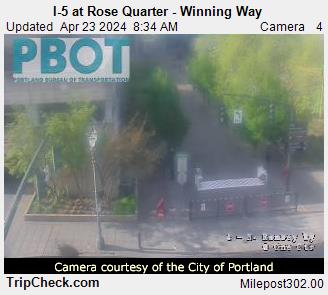 I-5 at Rose Quarter - Winning Way
Updated Apr 23 2024 8:34 AM Camera 4
PBOT
PORTLAND BUREAU OF TRANSPORTATION
Camera courtesy of the City of Portland
TripCheck.com Milepost302.00